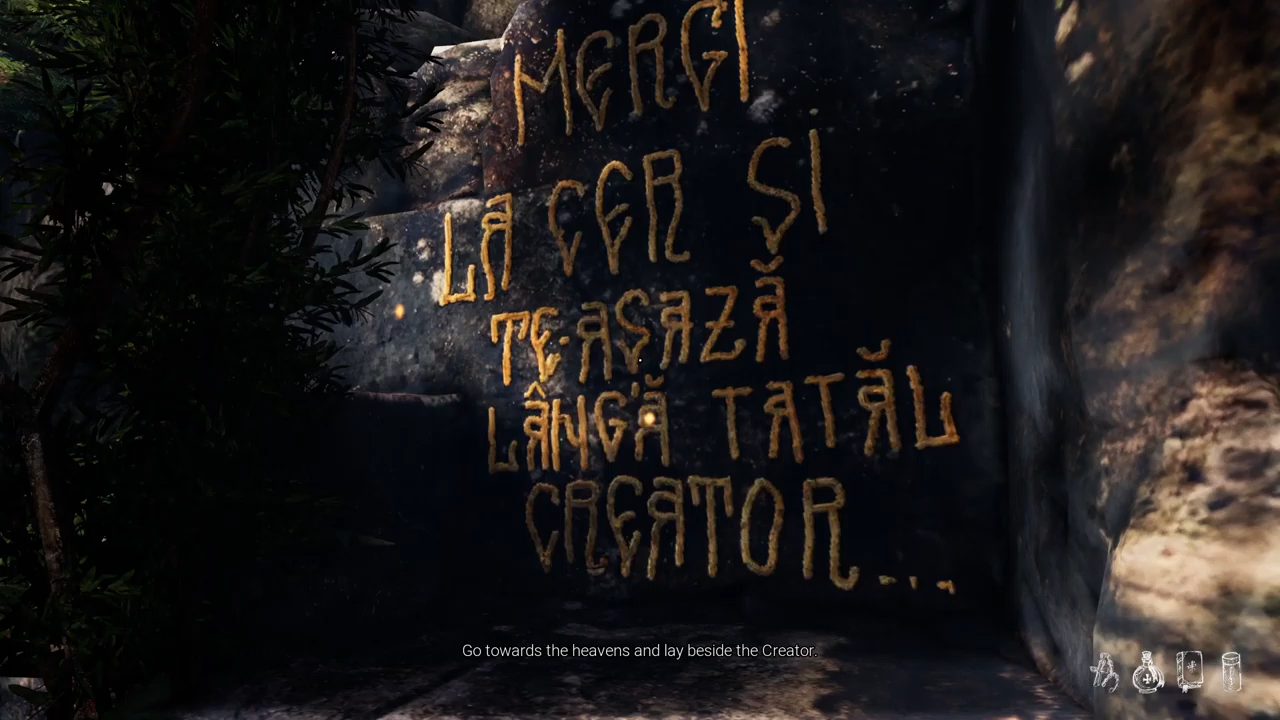 MERGI
LA CER ȘI
TE AȘAZĂ
LÂNGĂ TATĂL
CREATOR...
Go towards the heavens and lay beside the Creator.